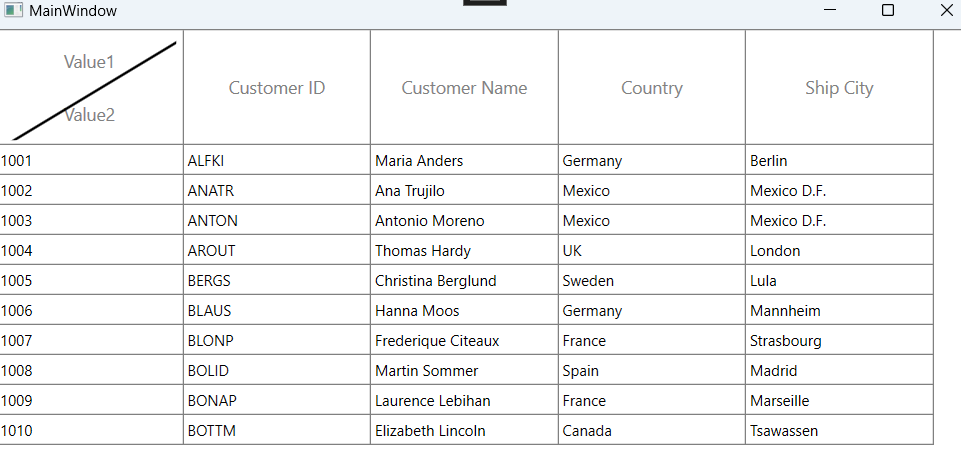 MainWindow
Value1
Value2 Customer ID Customer Name Country Ship City
1001 ALFKI Maria Anders Germany Berlin
1002 ANATR Ana Trujilo Mexico Mexico D.F.
1003 ANTON Antonio Moreno Mexico Mexico D.F.
1004 AROUT Thomas Hardy UK London
1005 BERGS Christina Berglund Sweden Lula
1006 BLAUS Hanna Moos Germany Mannheim
1007 BLONP Frederique Citeaux France Strasbourg
1008 BOLID Martin Sommer Spain Madrid
1009 BONAP Laurence Lebihan France Marseille
1010 BOTTM Elizabeth Lincoln Canada Tsawassen